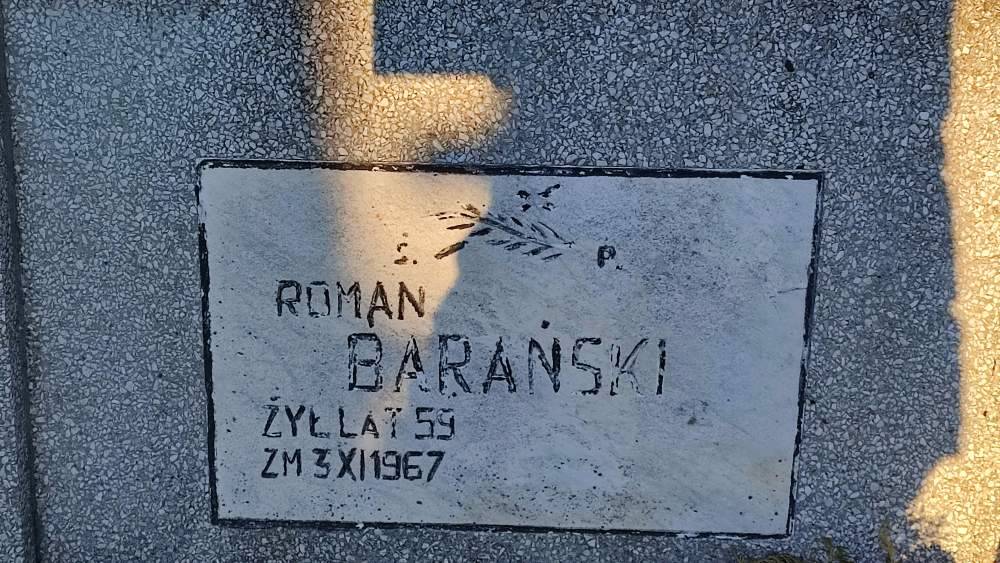 Ś. P.
ROMAN
BARAŃSKI
ŻYŁ LAT 59
ZM 3 XI 1967